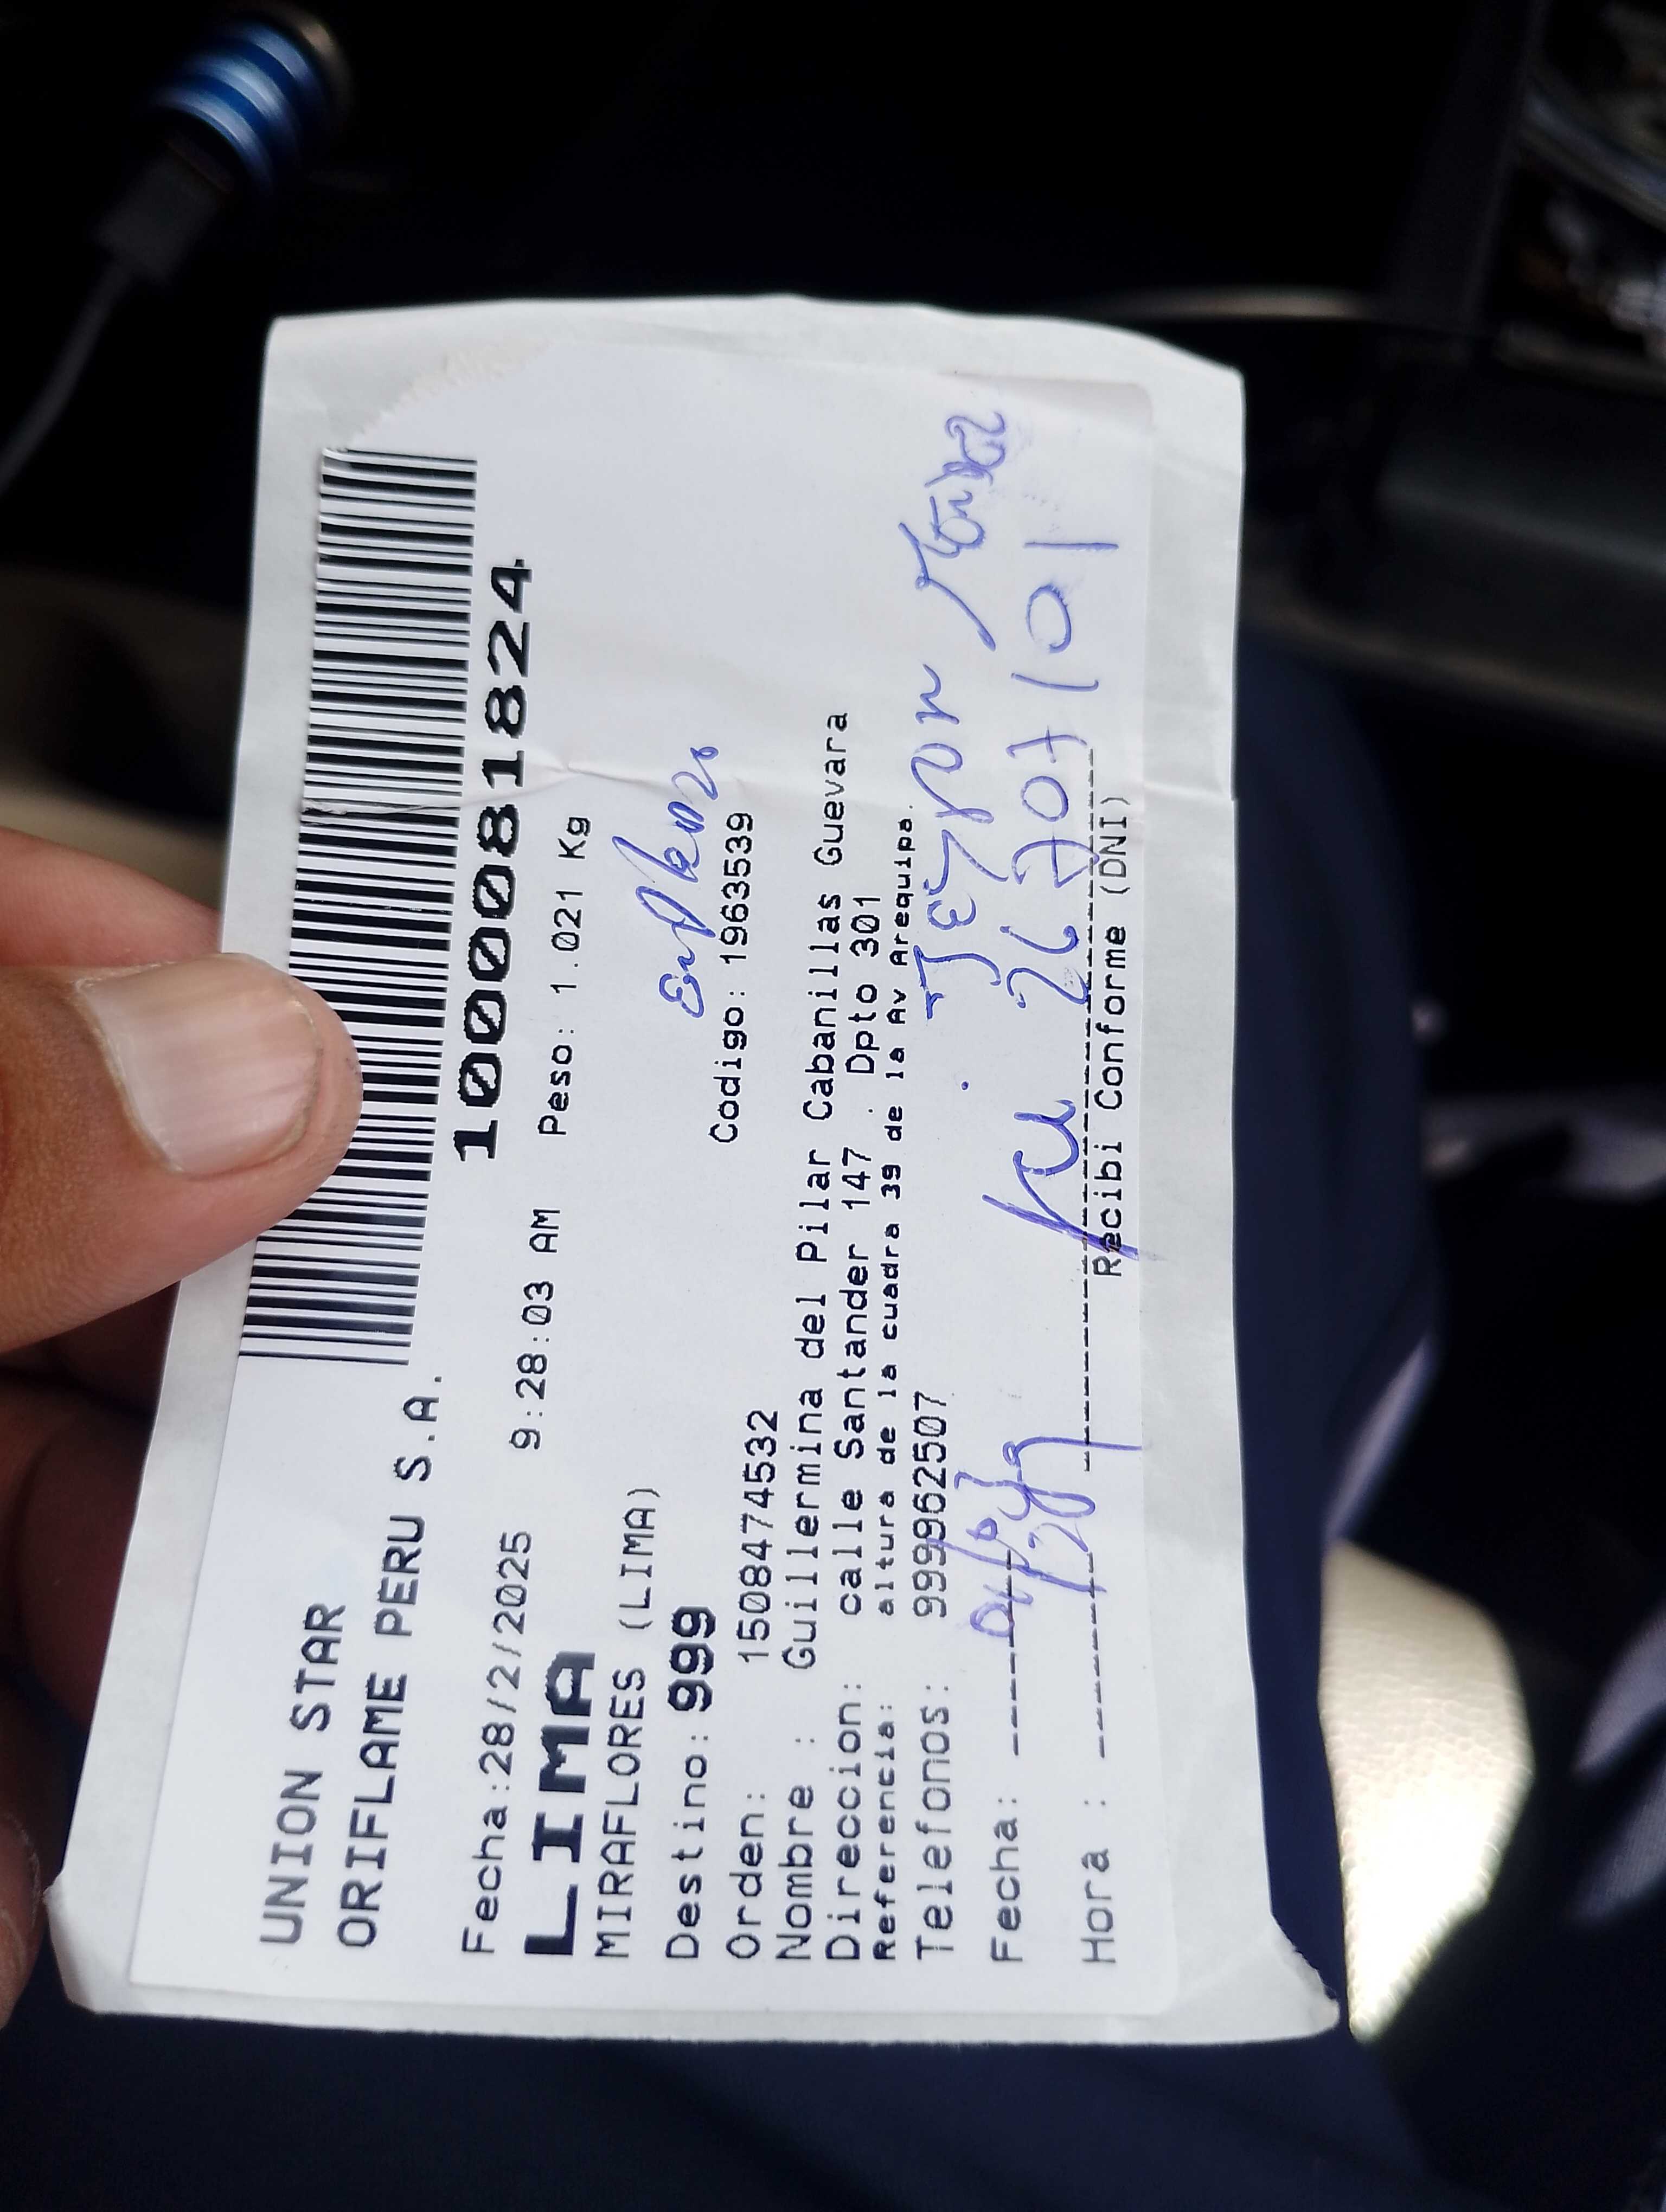 UNION STAR
ORIFLAME PERU S.A.
10000081824
Fecha:28/2/2025 9:28:03 AM Peso: 1.021 Kg
LIMA
MIRAFLORES (LIMA)
Destino: 999
Orden: 1508474532 Codigo: 1963539
Nombre : Guillermina del Pilar Cabanillas Guevara
Direccion: calle Santander 147 . Dpto 301
Referencia: altura de la cuadra 39 de la Av Arequipa.
Telefonos: 999962507
Fecha:
Hora :
Recibi Conforme (DNI)